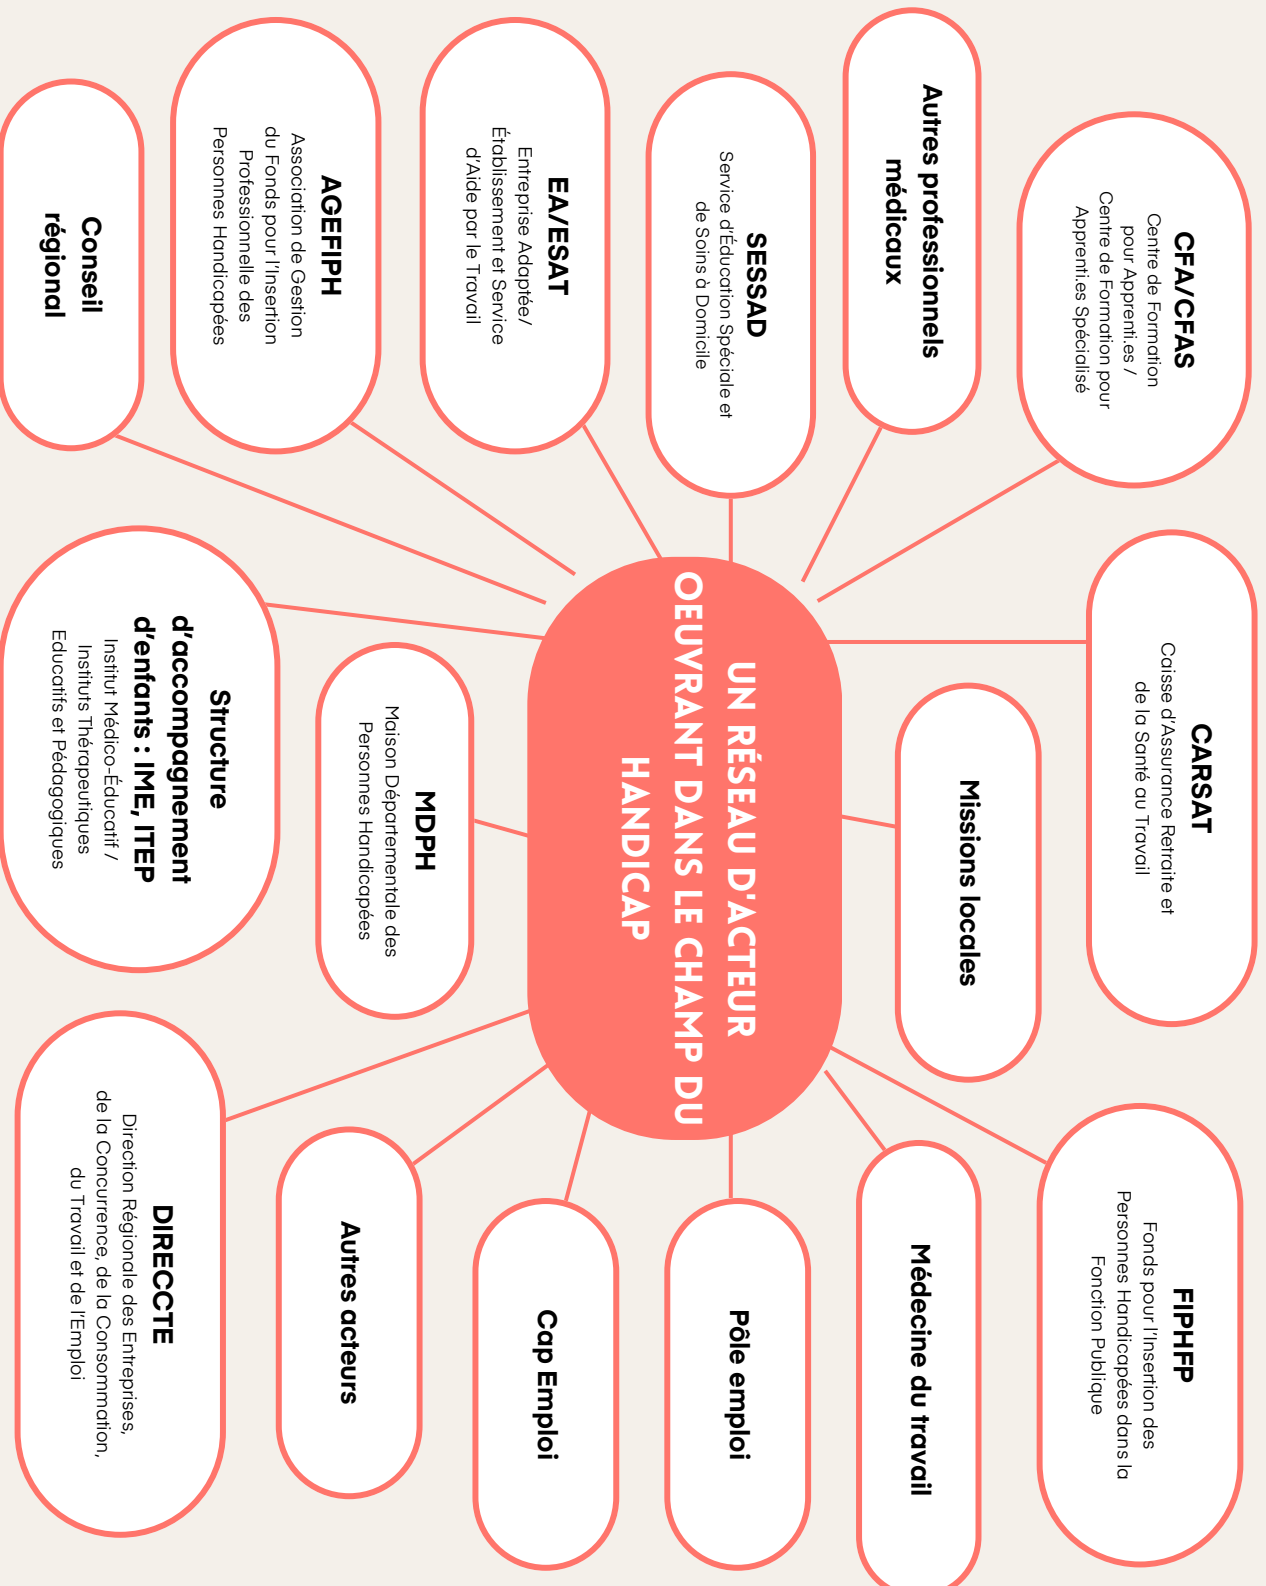 UN RÉSEAU D'ACTEUR
OEUVRANT DANS LE CHAMP DU
HANDICAP
CFA/CFAS
Centre de Formation
pour Apprenti.es /
Centre de Formation pour
Apprenti.es Spécialisé
CARSAT
Caisse d'Assurance Retraite et
de la Santé au Travail
FIPHFP
Fonds pour l'Insertion des
Personnes Handicapées dans la
Fonction Publique
Autres professionnels
médicaux
Missions locales
Médecine du travail
SESSAD
Service d'Éducation Spéciale et
de Soins à Domicile
Pôle emploi
EA/ESAT
Entreprise Adaptée/
Établissement et Service
d'Aide par le Travail
Cap Emploi
AGEFIPH
Association de Gestion
du Fonds pour l'Insertion
Professionnelle des
Personnes Handicapées
MDPH
Maison Départementale des
Personnes Handicapées
Autres acteurs
Conseil
régional
Structure
d'accompagnement
d'enfants : IME, ITEP
Institut Médico-Éducatif /
Instituts Thérapeutiques
Educatifs et Pédagogiques
DIRECCTE
Direction Régionale des Entreprises,
de la Concurrence, de la Consommation,
du Travail et de l'Emploi